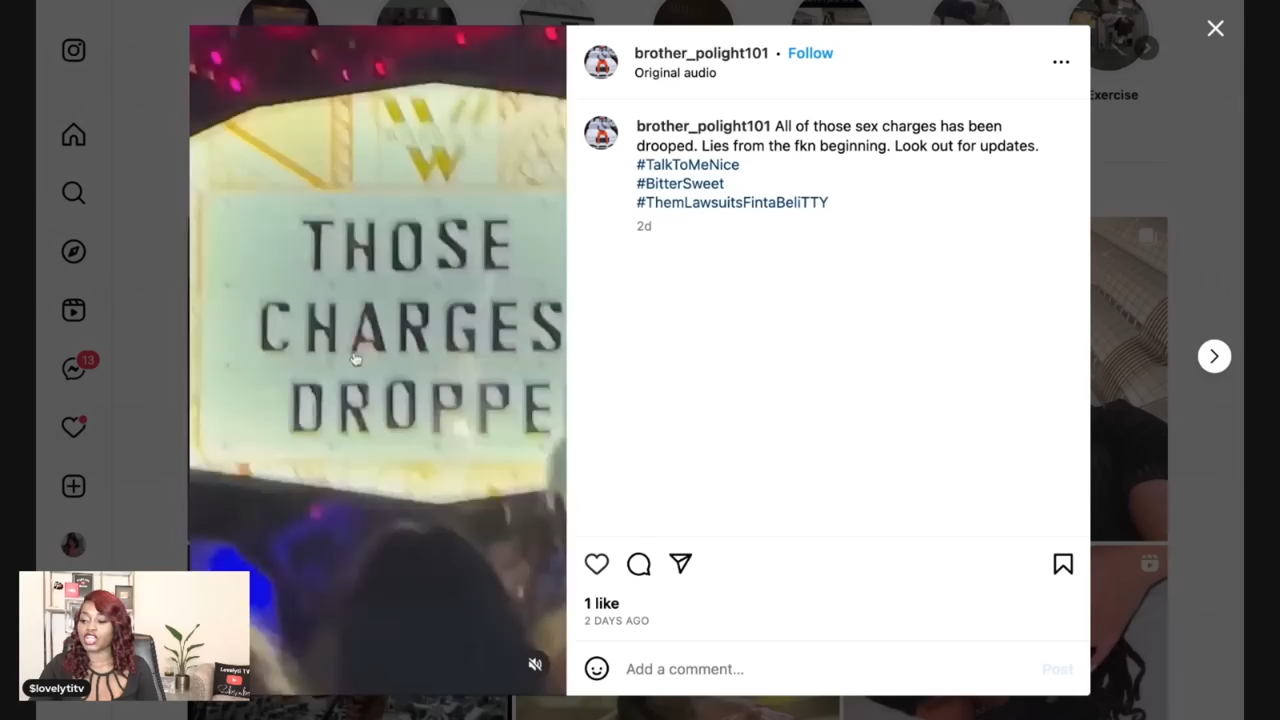 Exercise
W
THOSE
CHARGES
DROPPE
brother_polight101 • Follow
Original audio
brother_polight101 All of those sex charges has been
drooped. Lies from the fkn beginning. Look out for updates.
#TalkToMeNice
#BitterSweet
#ThemLawsuitsFintaBeliTTY
2d
13
1 like
2 DAYS AGO
Add a comment...
Post
Lovelyti TV
$lovelytitv